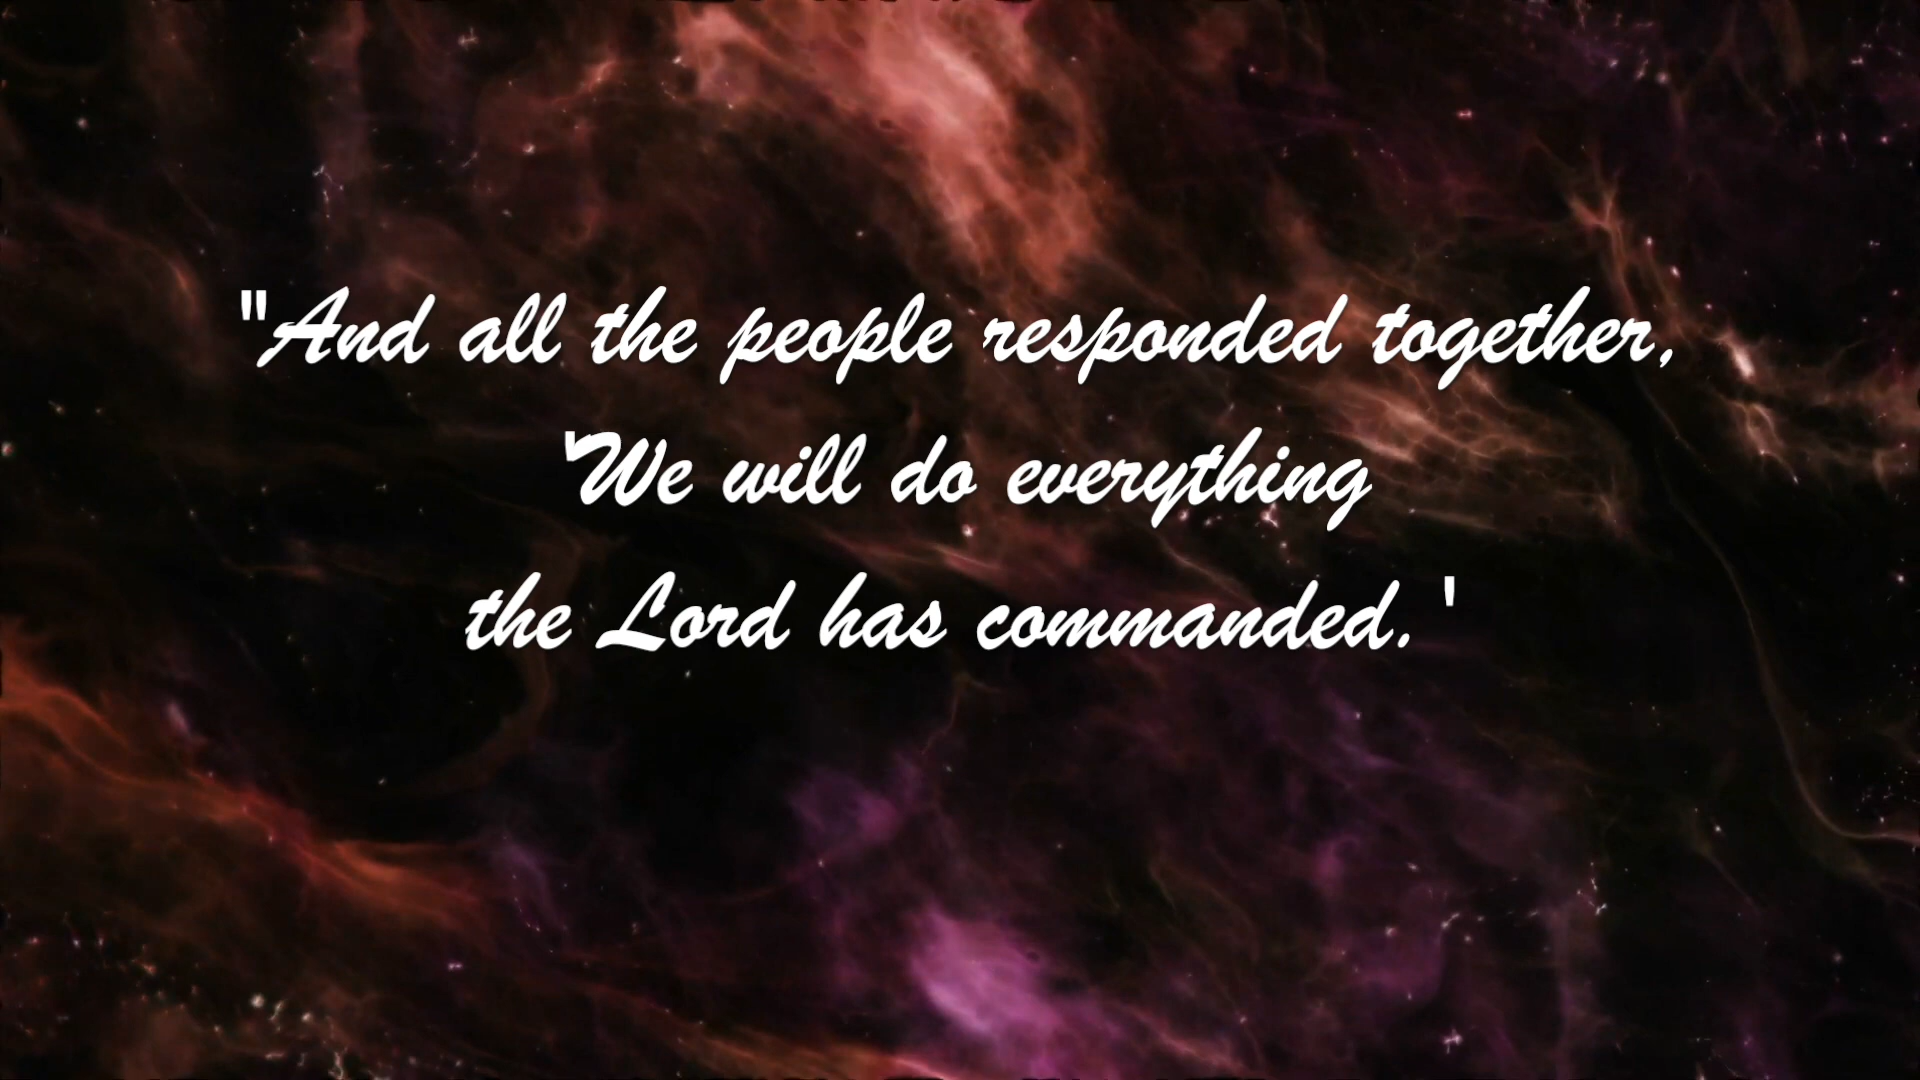 "And all the people responded together,
'We will do everything
the Lord has commanded.'